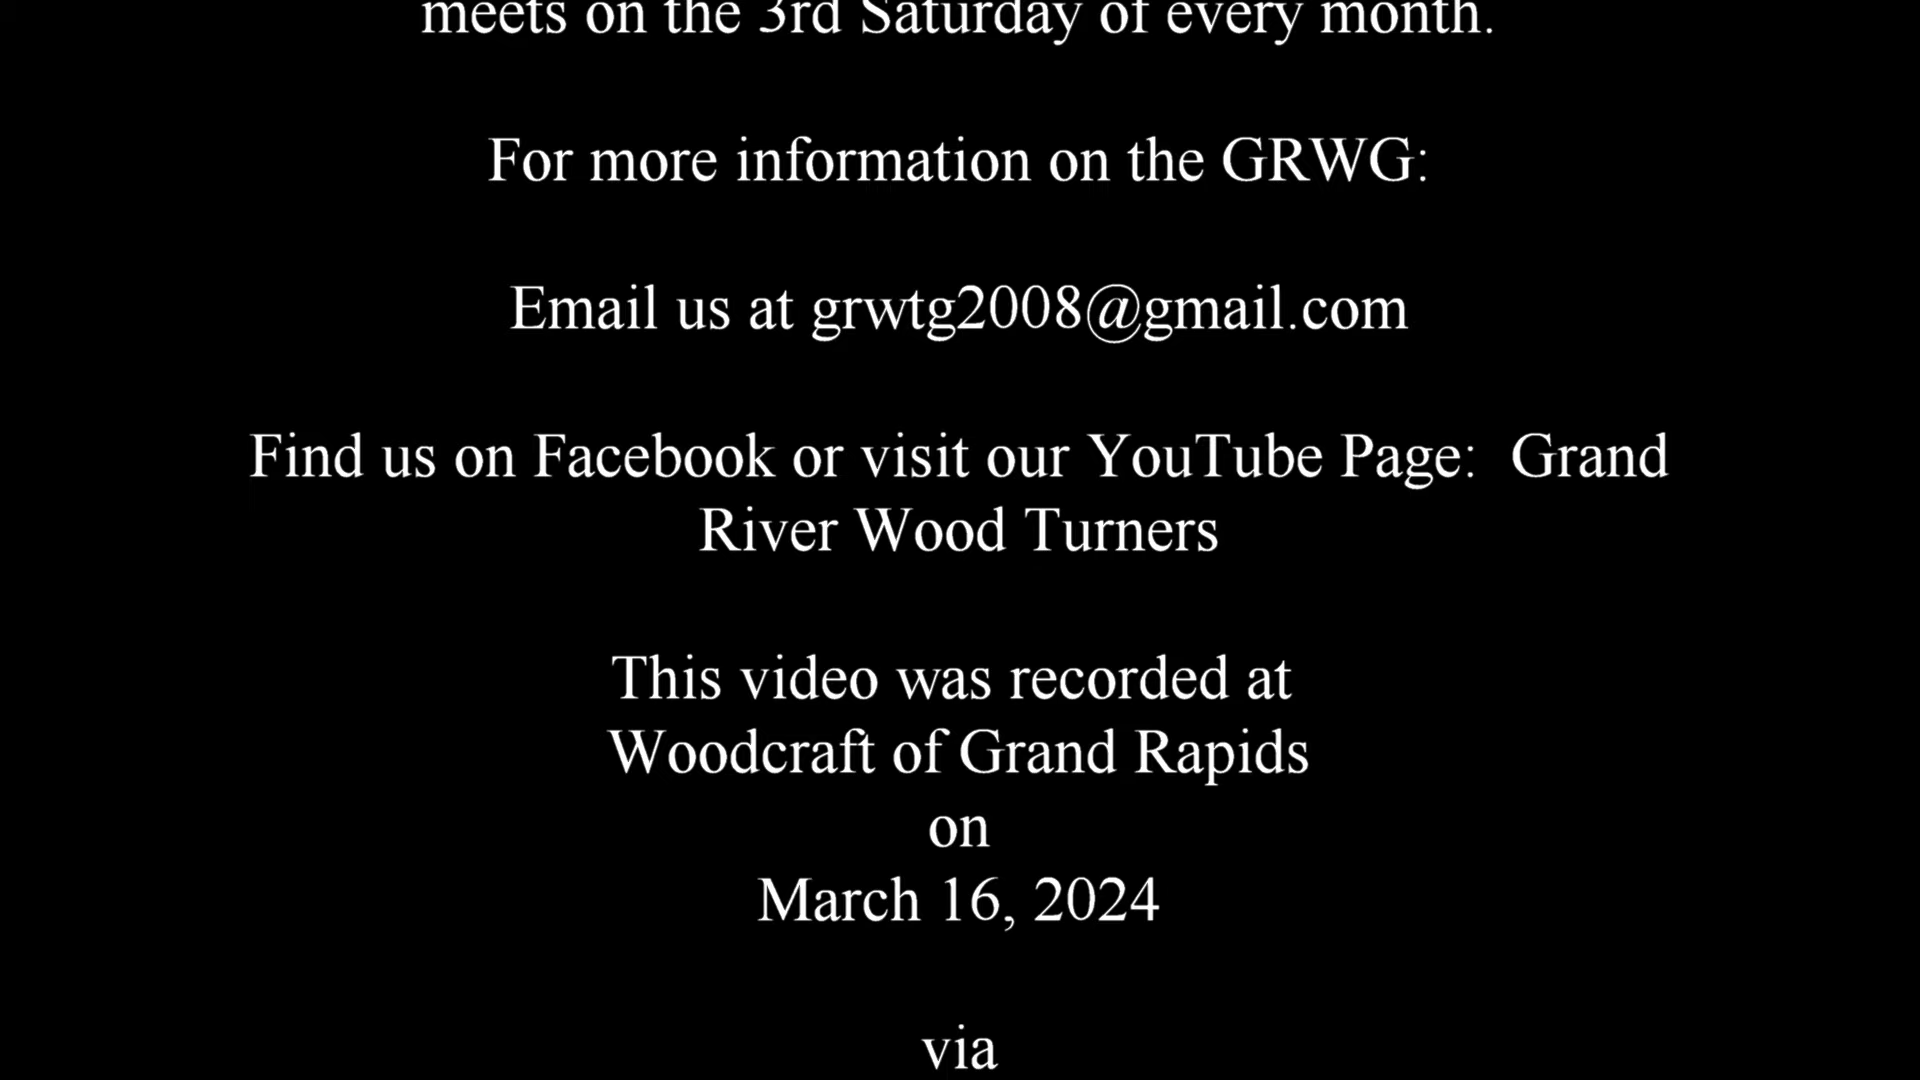 meets on the 3rd Saturday of every month.
For more information on the GRWG:
Email us at grwtg2008@gmail.com
Find us on Facebook or visit our YouTube Page:  Grand
River Wood Turners
This video was recorded at
Woodcraft of Grand Rapids
on
March 16, 2024
via